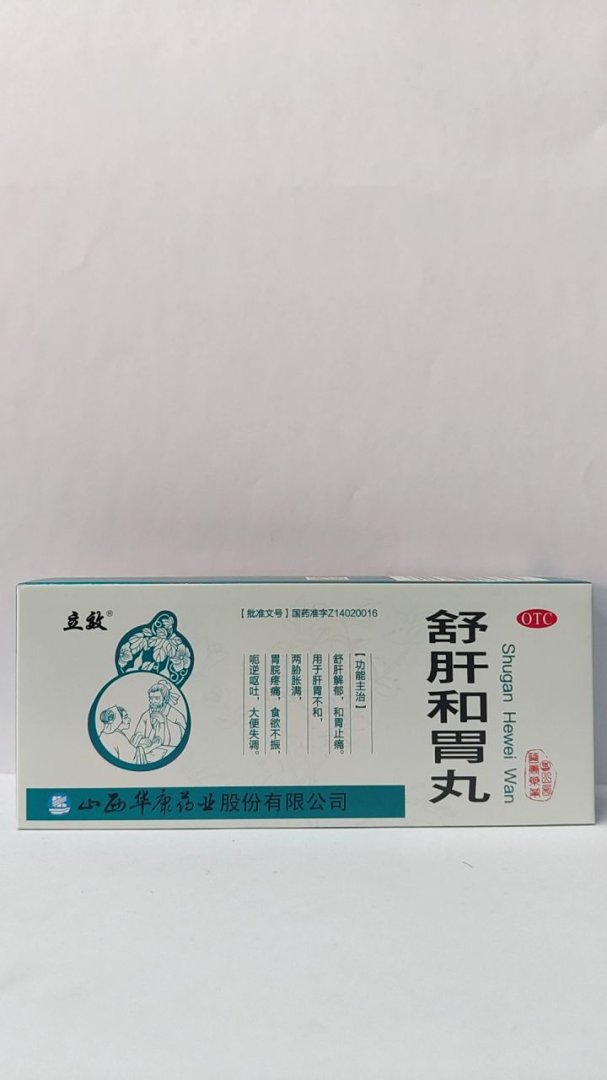 立效®
【批准文号】国药准字Z14020016
【功能主治】
舒肝解郁，和胃止痛。
用于肝胃不和，
两胁胀满，
胃脘疼痛，食欲不振，
呃逆呕吐，大便失调。
舒肝和胃丸
Shugan Hewei Wan
OTC
山西华康药业股份有限公司